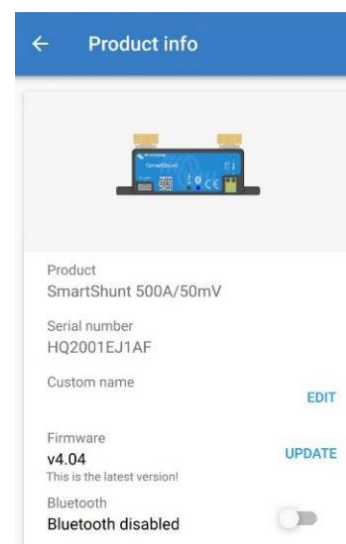 Product info
SmartShunt
Product
SmartShunt 500A/50mV
Serial number
HQ2001EJ1AF
Custom name
EDIT
Firmware
v4.04
UPDATE
This is the latest version!
Bluetooth
Bluetooth disabled